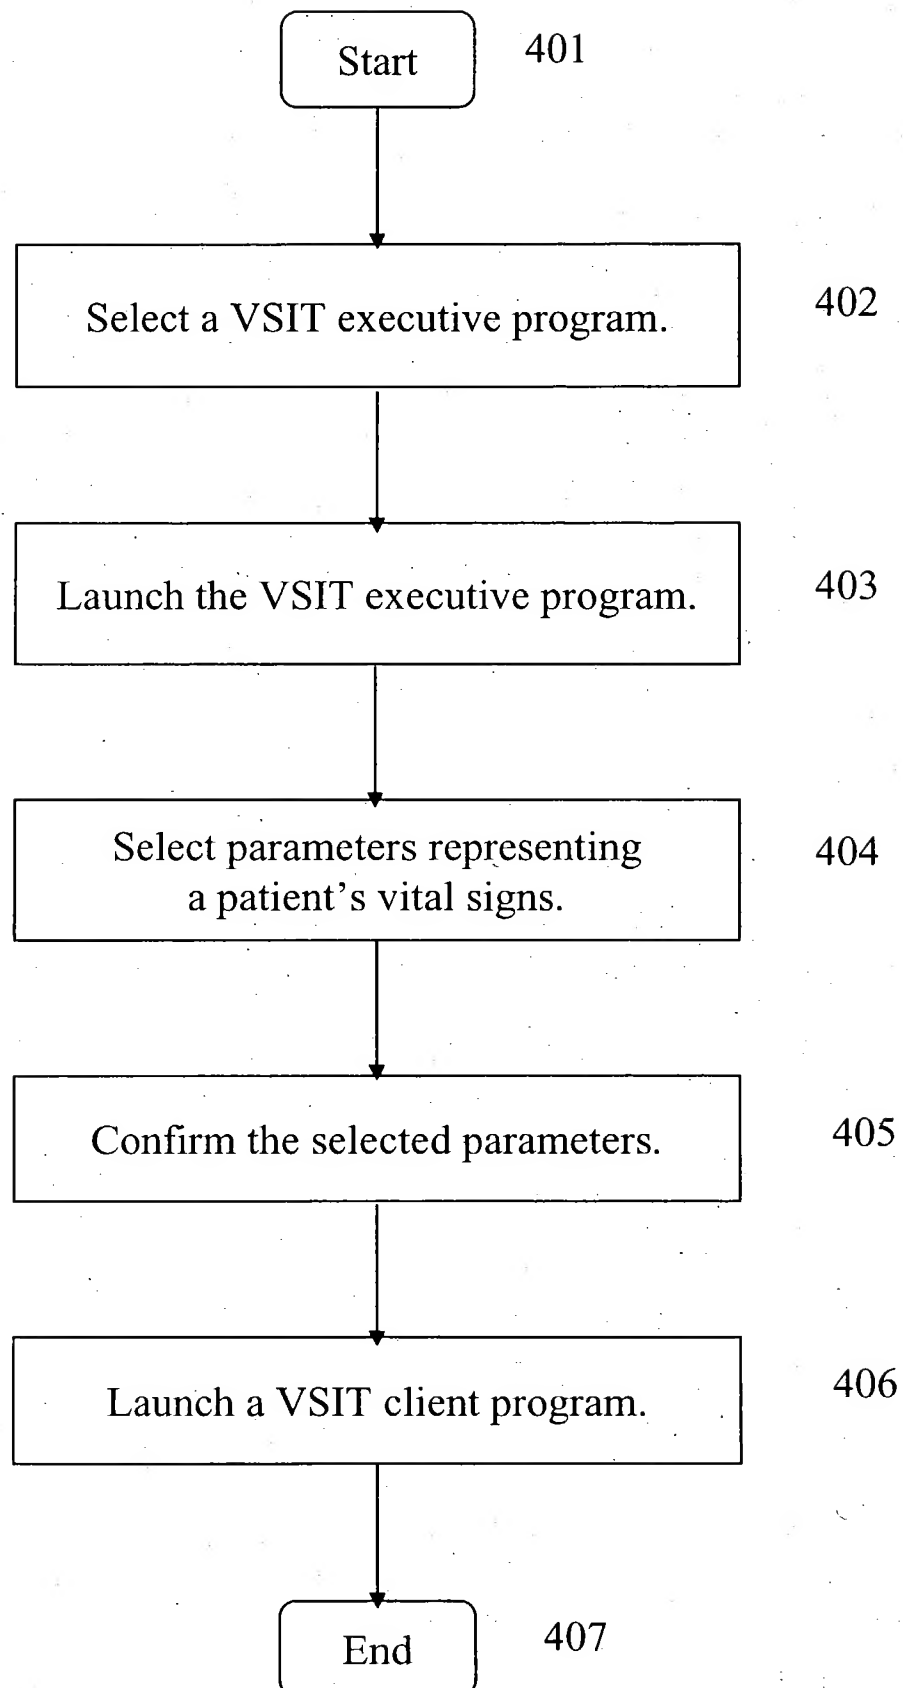 Start
401
Select a VSIT executive program.
402
Launch the VSIT executive program.
403
Select parameters representing
a patient's vital signs.
404
Confirm the selected parameters.
405
Launch a VSIT client program.
406
End
407